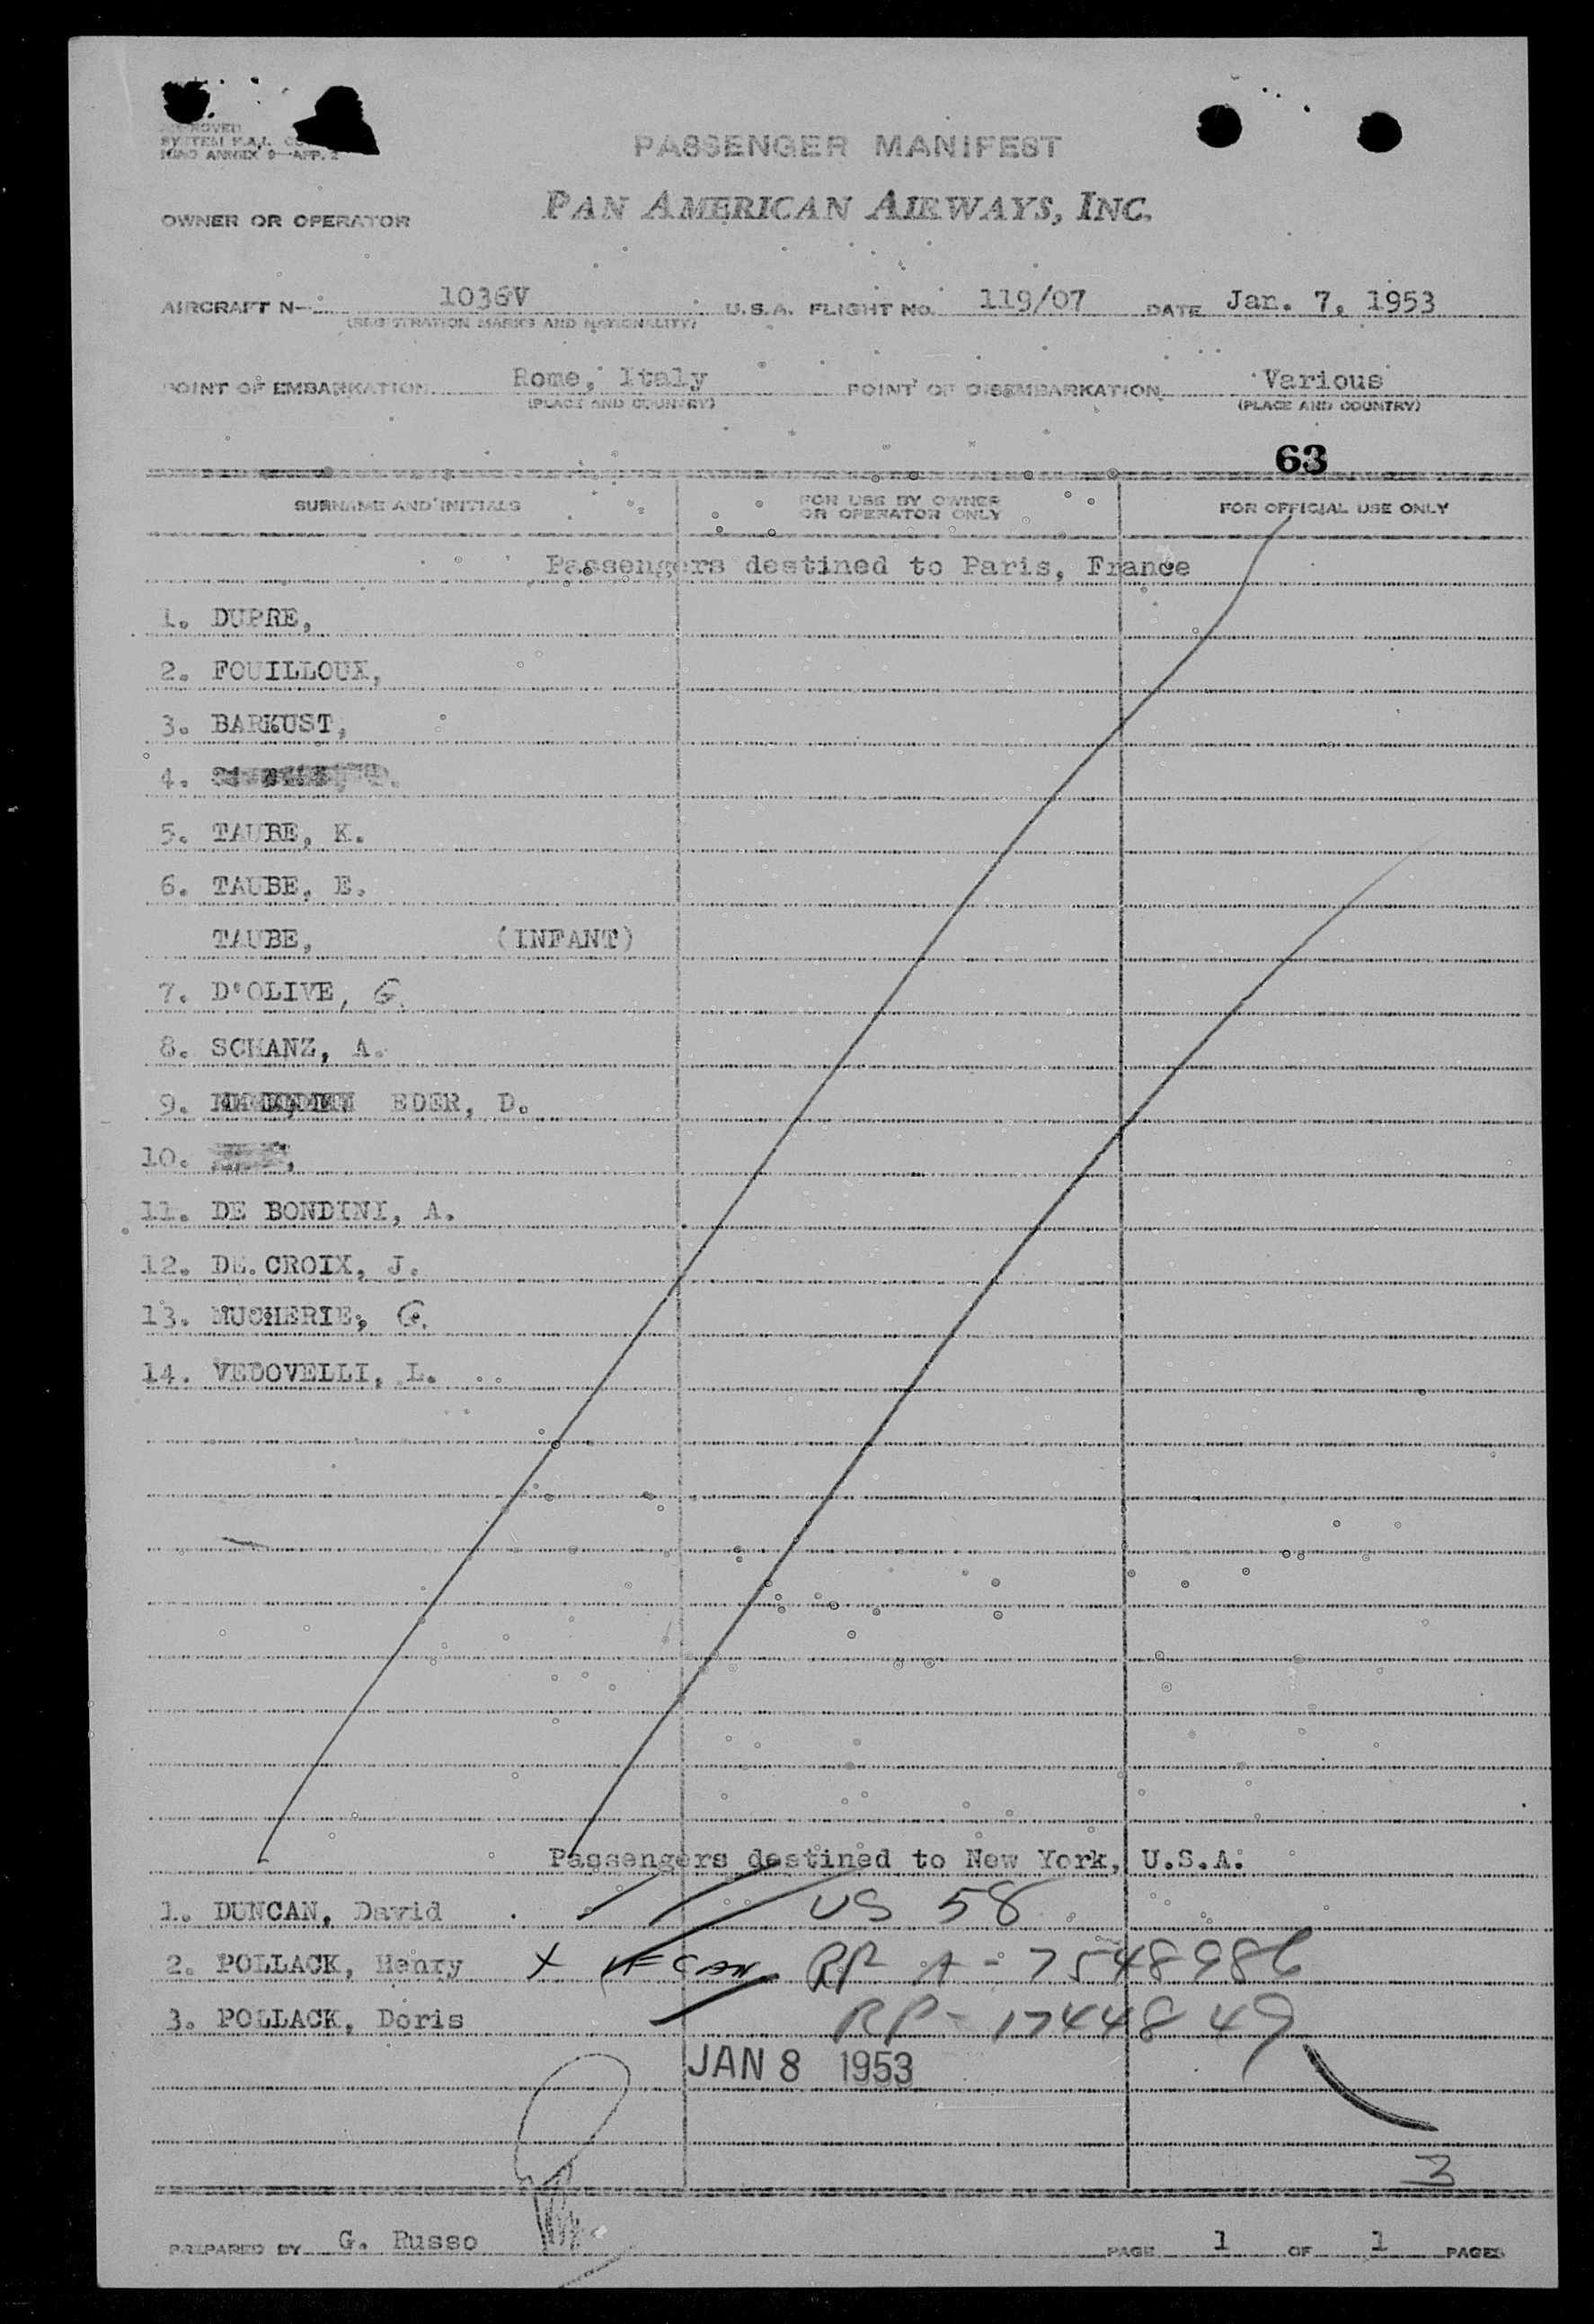 PASSENGER MANIFEST
OWNER OR OPERATOR PAN AMERICAN AIRWAYS, INC.
AIRCRAFT N- 1036V U.S.A. FLIGHT NO. 119/07 DATE Jan. 7, 1953
(REGISTRATION MARKS AND NATIONALITY)
POINT OF EMBARKATION Rome, Italy POINT OF DISEMBARKATION Various
(PLACE AND COUNTRY) (PLACE AND COUNTRY)
63
SURNAME AND INITIALS FOR USE BY OWNER OR OPERATOR ONLY FOR OFFICIAL USE ONLY
Passengers destined to Paris, France
1. DUPRE,
2. FOUILLOUX,
3. BARKUST,
4.
5. TAUBE, K.
6. TAUBE, E.
TAUBE, (INFANT)
7. D'OLIVE, G.
8. SCHANZ, A.
9. EDER, D.
10.
11. DE BONDINI, A.
12. DE CROIX, J.
13. MUCHERIE, G.
14. VEDOVELLI, L.
Passengers destined to New York, U.S.A.
1. DUNCAN, David US 58
2. POLLACK, Henry X CAN RP A-7548986
3. POLLACK, Doris RP-1744849
JAN 8 1953
3
PREPARED BY G. Russo PAGE 1 OF 1 PAGES